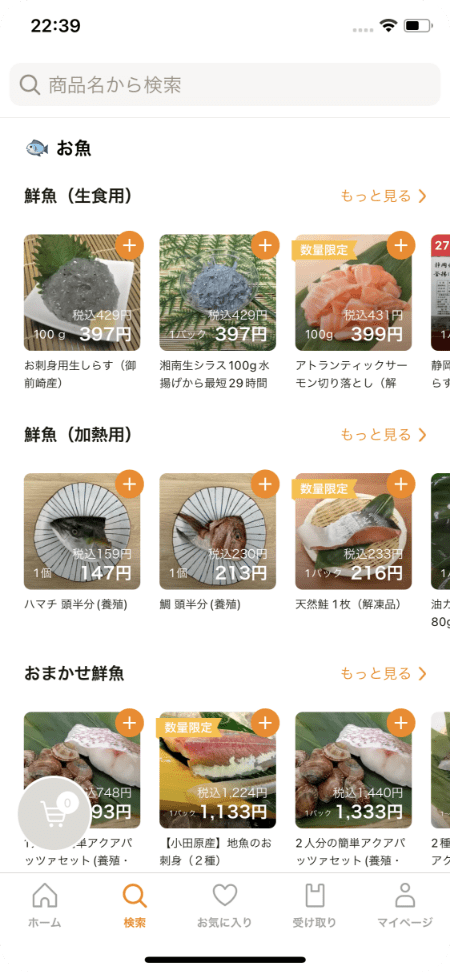 22:39
商品名から検索
お魚
鮮魚（生食用）
もっと見る
税込429円
100g
397円
お刺身用生しらす（御
前崎産）
税込429円
1パック
397円
湘南生シラス100g水
揚げから最短29時間
数量限定
税込431円
100g
399円
アトランティックサー
モン切り落とし（解
27
静岡
らす
鮮魚（加熱用）
もっと見る
税込159円
1個
147円
ハマチ 頭半分(養殖)
税込230円
1個
213円
鯛 頭半分(養殖)
数量限定
税込233円
1パック
216円
天然鮭 1枚（解凍品）
油カ
80g
おまかせ鮮魚
もっと見る
税込748円
93円
0
簡単アクアパ
ッツァセット(養殖・
数量限定
税込1,224円
1パック
1,133円
【小田原産】地魚のお
刺身（２種）
税込1,440円
1パック
1,333円
2人分の簡単アクアパ
ッツァセット(養殖・
2種
アク
ホーム
検索
お気に入り
受け取り
マイページ